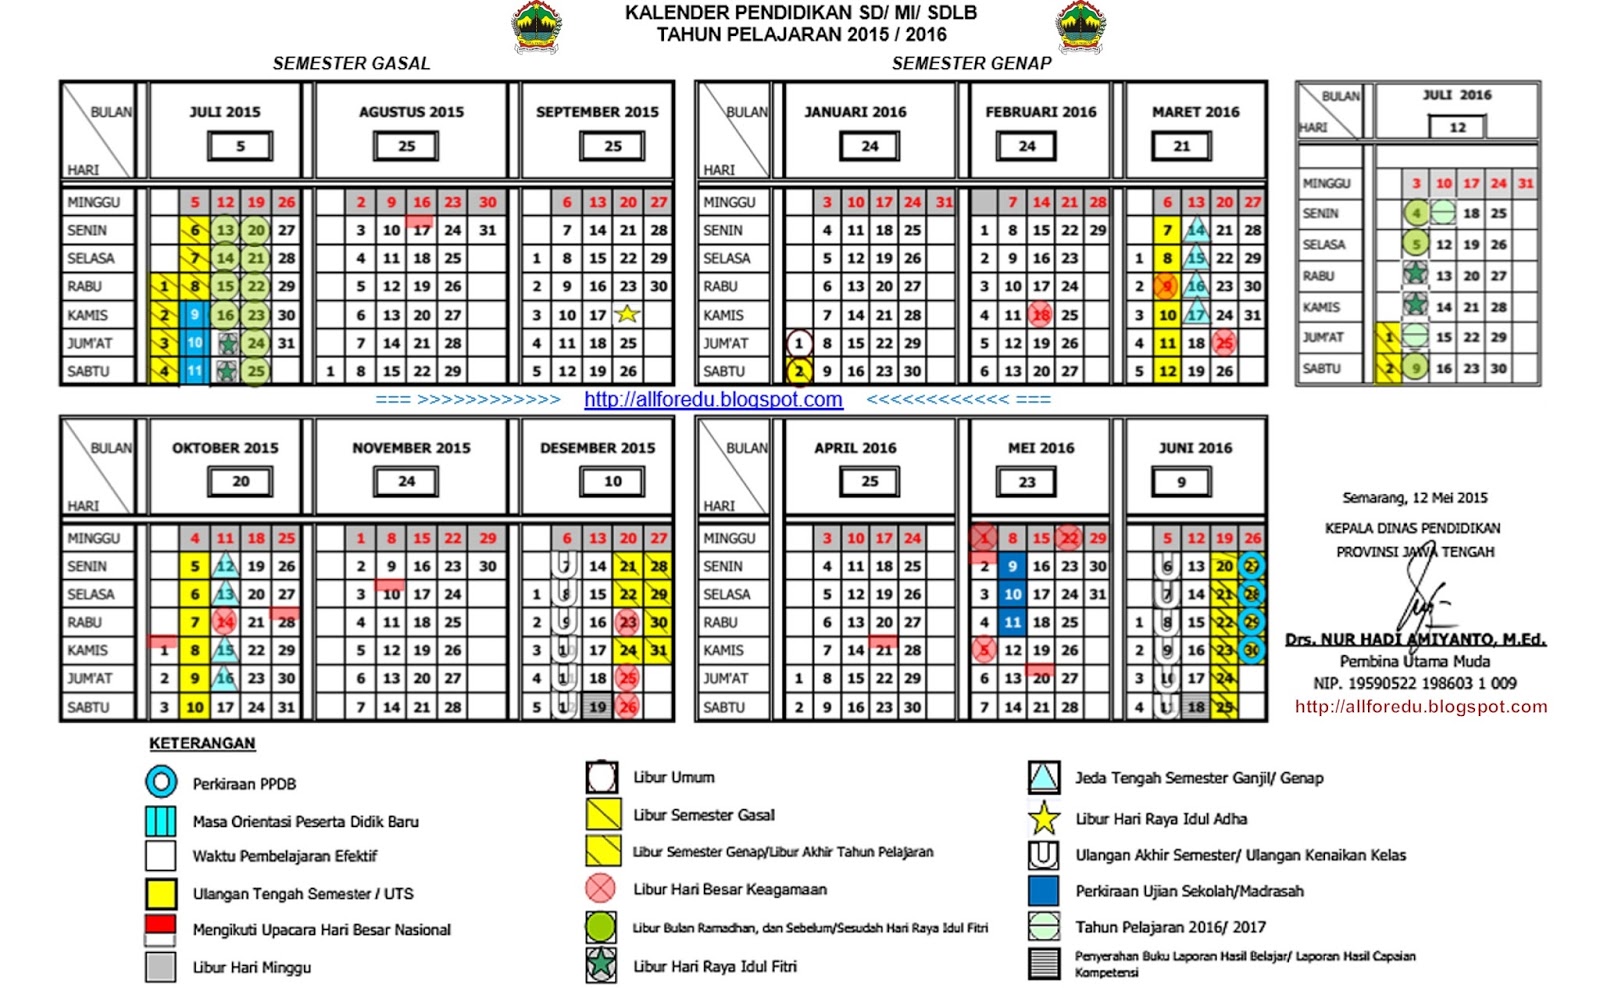 KALENDER PENDIDIKAN SD/ MI/ SDLB
TAHUN PELAJARAN 2015 / 2016
SEMESTER GASAL
BULAN JULI 2015 AGUSTUS 2015 SEPTEMBER 2015
5 25 25
HARI
MINGGU 5 12 19 26 2 9 16 23 30 6 13 20 27
SENIN 6 13 20 27 3 10 17 24 31 7 14 21 28
SELASA 7 14 21 28 4 11 18 25 1 8 15 22 29
RABU 1 8 15 22 29 5 12 19 26 2 9 16 23 30
KAMIS 2 9 16 23 30 6 13 20 27 3 10 17
JUM'AT 3 10 24 31 7 14 21 28 4 11 18 25
SABTU 4 11 25 1 8 15 22 29 5 12 19 26
SEMESTER GENAP
BULAN JANUARI 2016 FEBRUARI 2016 MARET 2016
24 24 21
HARI
MINGGU 3 10 17 24 31 7 14 21 28 6 13 20 27
SENIN 4 11 18 25 1 8 15 22 29 7 14 21 28
SELASA 5 12 19 26 2 9 16 23 1 8 15 22 29
RABU 6 13 20 27 3 10 17 24 2 9 16 23 30
KAMIS 7 14 21 28 4 11 18 25 3 10 17 24 31
JUM'AT 1 8 15 22 29 5 12 19 26 4 11 18 25
SABTU 2 9 16 23 30 6 13 20 27 5 12 19 26
BULAN JULI 2016
HARI 12
MINGGU 3 10 17 24 31
SENIN 4 18 25
SELASA 5 12 19 26
RABU 13 20 27
KAMIS 14 21 28
JUM'AT 1 15 22 29
SABTU 2 9 16 23 30
=== >>>>>>>>>>>> http://allforedu.blogspot.com <<<<<<<<<<<< ===
BULAN OKTOBER 2015 NOVEMBER 2015 DESEMBER 2015
20 24 10
HARI
MINGGU 4 11 18 25 1 8 15 22 29 6 13 20 27
SENIN 5 12 19 26 2 9 16 23 30 7 14 21 28
SELASA 6 13 20 27 3 10 17 24 1 8 15 22 29
RABU 7 14 21 28 4 11 18 25 2 9 16 23 30
KAMIS 1 8 15 22 29 5 12 19 26 3 10 17 24 31
JUM'AT 2 9 16 23 30 6 13 20 27 4 11 18 25
SABTU 3 10 17 24 31 7 14 21 28 5 12 19 26
BULAN APRIL 2016 MEI 2016 JUNI 2016
25 23 9
HARI
MINGGU 3 10 17 24 1 8 15 22 29 5 12 19 26
SENIN 4 11 18 25 2 9 16 23 30 6 13 20 27
SELASA 5 12 19 26 3 10 17 24 31 7 14 21 28
RABU 6 13 20 27 4 11 18 25 1 8 15 22 29
KAMIS 7 14 21 28 5 12 19 26 2 9 16 23 30
JUM'AT 1 8 15 22 29 6 13 20 27 3 10 17 24
SABTU 2 9 16 23 30 7 14 21 28 4 11 18 25
Semarang, 12 Mei 2015
KEPALA DINAS PENDIDIKAN
PROVINSI JAWA TENGAH
Drs. NUR HADI AMIYANTO, M.Ed.
Pembina Utama Muda
NIP. 19590522 198603 1 009
http://allforedu.blogspot.com
KETERANGAN
Perkiraan PPDB
Masa Orientasi Peserta Didik Baru
Waktu Pembelajaran Efektif
Ulangan Tengah Semester / UTS
Mengikuti Upacara Hari Besar Nasional
Libur Hari Minggu
Libur Umum
Libur Semester Gasal
Libur Semester Genap/Libur Akhir Tahun Pelajaran
Libur Hari Besar Keagamaan
Libur Bulan Ramadhan, dan Sebelum/Sesudah Hari Raya Idul Fitri
Libur Hari Raya Idul Fitri
Jeda Tengah Semester Ganjil/ Genap
Libur Hari Raya Idul Adha
U Ulangan Akhir Semester/ Ulangan Kenaikan Kelas
Perkiraan Ujian Sekolah/Madrasah
Tahun Pelajaran 2016/ 2017
Penyerahan Buku Laporan Hasil Belajar/ Laporan Hasil Capaian
Kompetensi